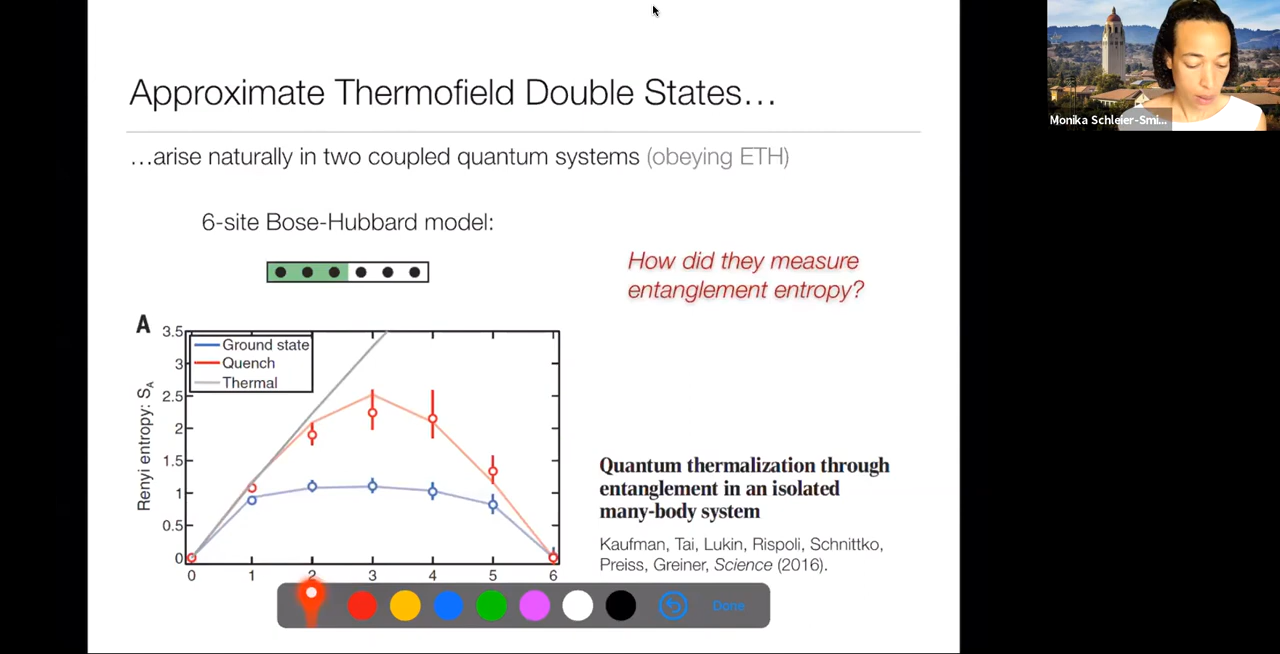 Approximate Thermofield Double States…
…arise naturally in two coupled quantum systems (obeying ETH)
6-site Bose-Hubbard model:
How did they measure
entanglement entropy?
A
3.5
3
2.5
2
1.5
1
0.5
0
Renyi entropy: S_A
Ground state
Quench
Thermal
0 1 2 3 4 5 6
Quantum thermalization through
entanglement in an isolated
many-body system
Kaufman, Tai, Lukin, Rispoli, Schnittko,
Preiss, Greiner, Science (2016).
Done
Monika Schleier-Smi...